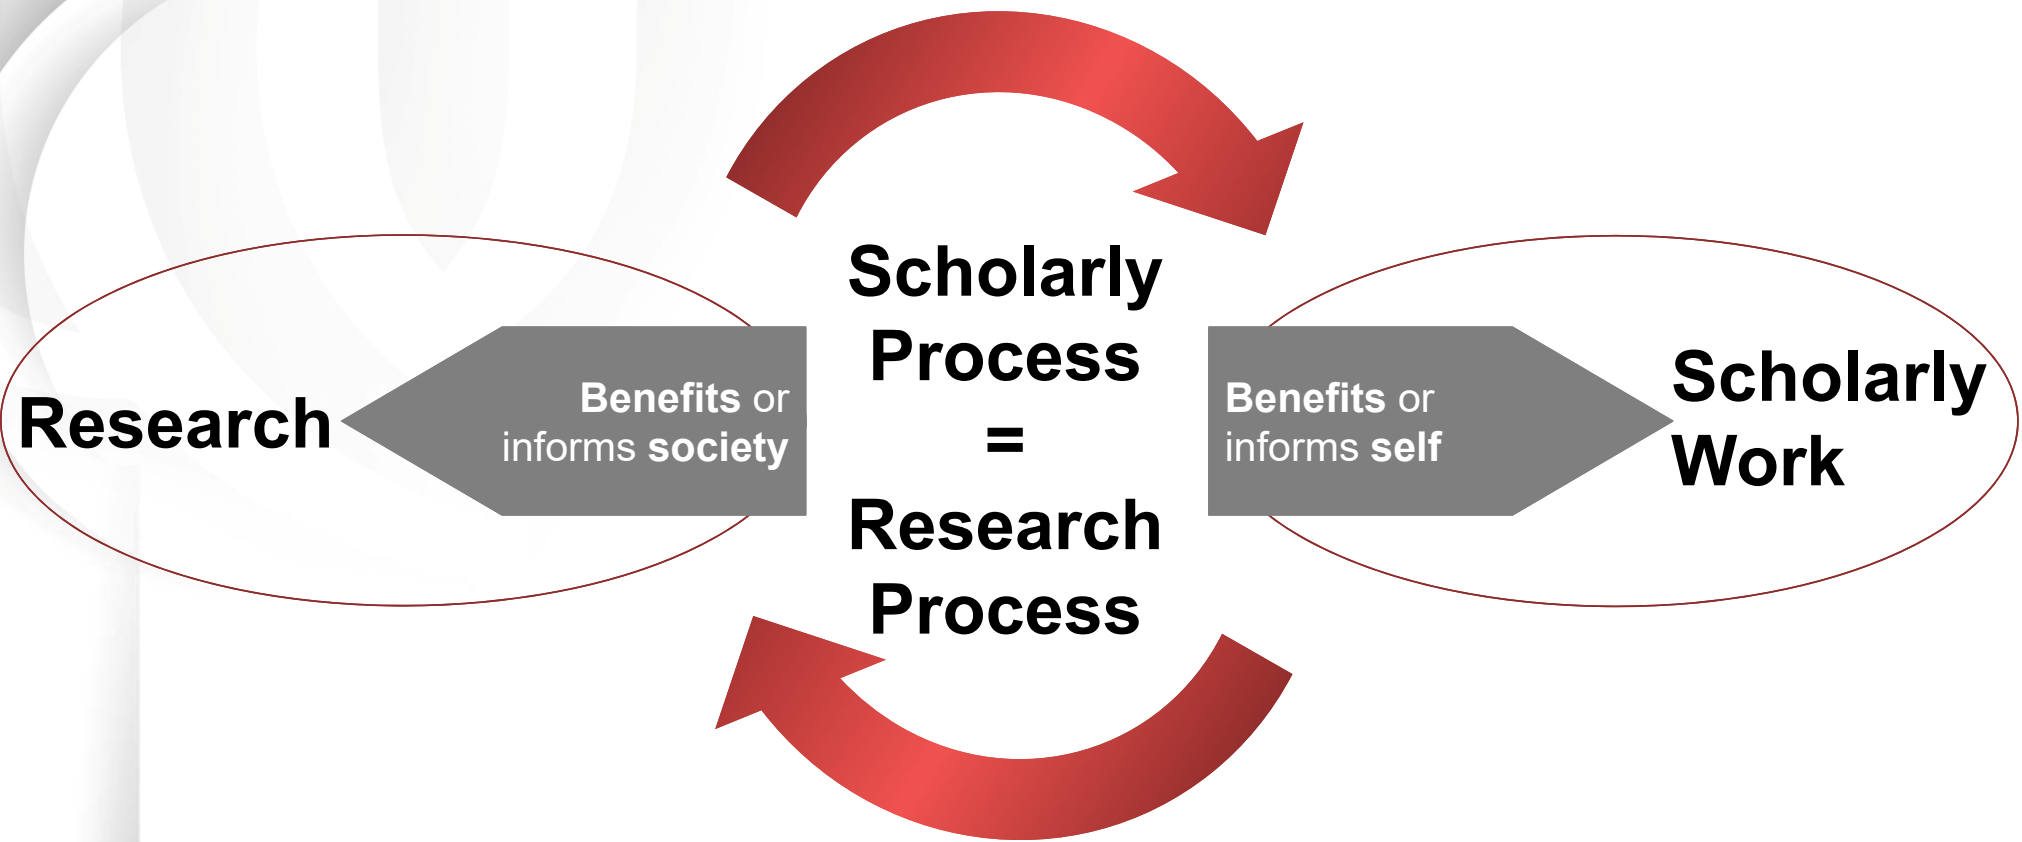 Research
Benefits or
informs society
Scholarly
Process
=
Research
Process
Benefits or
informs self
Scholarly
Work